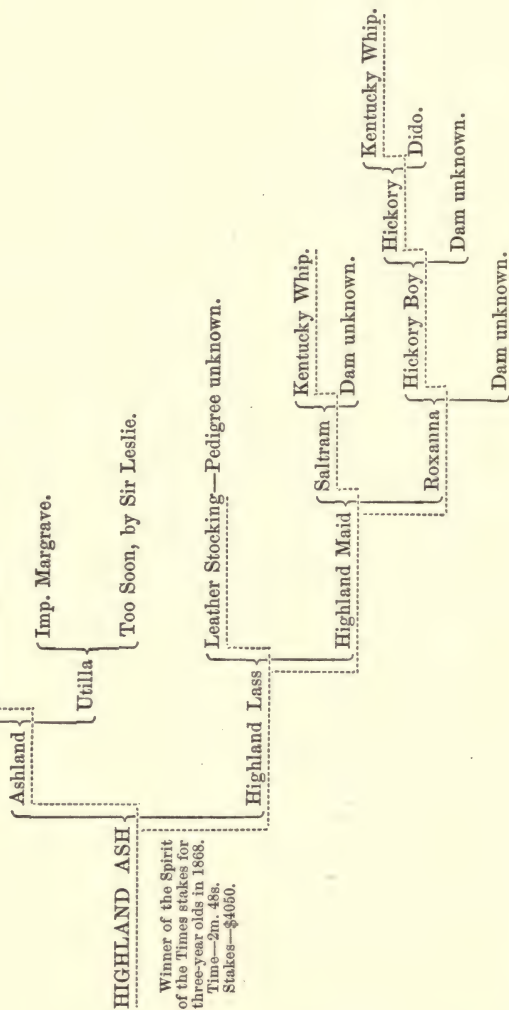 Ashland
Imp. Margrave.
Utilla
Too Soon, by Sir Leslie.
HIGHLAND ASH
Winner of the Spirit
of the Times stakes for
three-year olds in 1868.
Time—2m. 48s.
Stakes—$4050.
Leather Stocking—Pedigree unknown.
Highland Lass
Kentucky Whip.
Saltram
Dam unknown.
Highland Maid
Kentucky Whip.
Hickory
Dido.
Hickory Boy
Dam unknown.
Roxanna
Dam unknown.